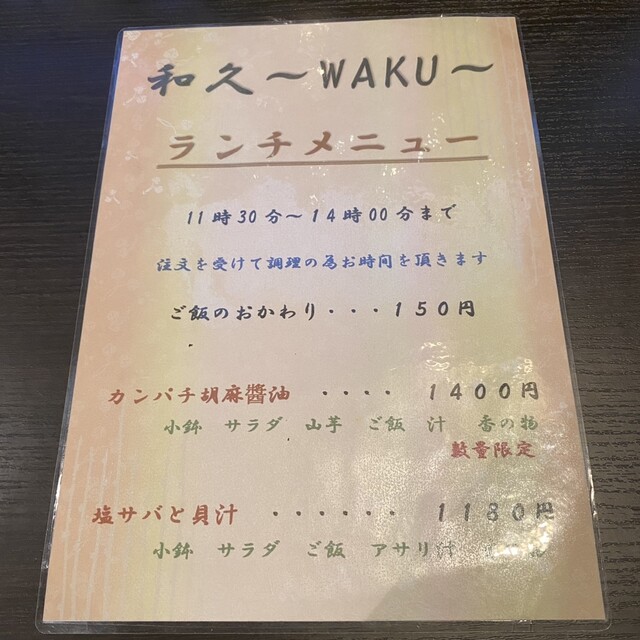 和久～WAKU～
ランチメニュー
11時30分～14時00分まで
注文を受けて調理の為お時間を頂きます
ご飯のおかわり・・・150円
カンパチ胡麻醬油 ・・・・ 1400円
小鉢 サラダ 山芋 ご飯 汁 香の物
数量限定
塩サバと貝汁 ・・・・・・ 1180円
小鉢 サラダ ご飯 アサリ汁